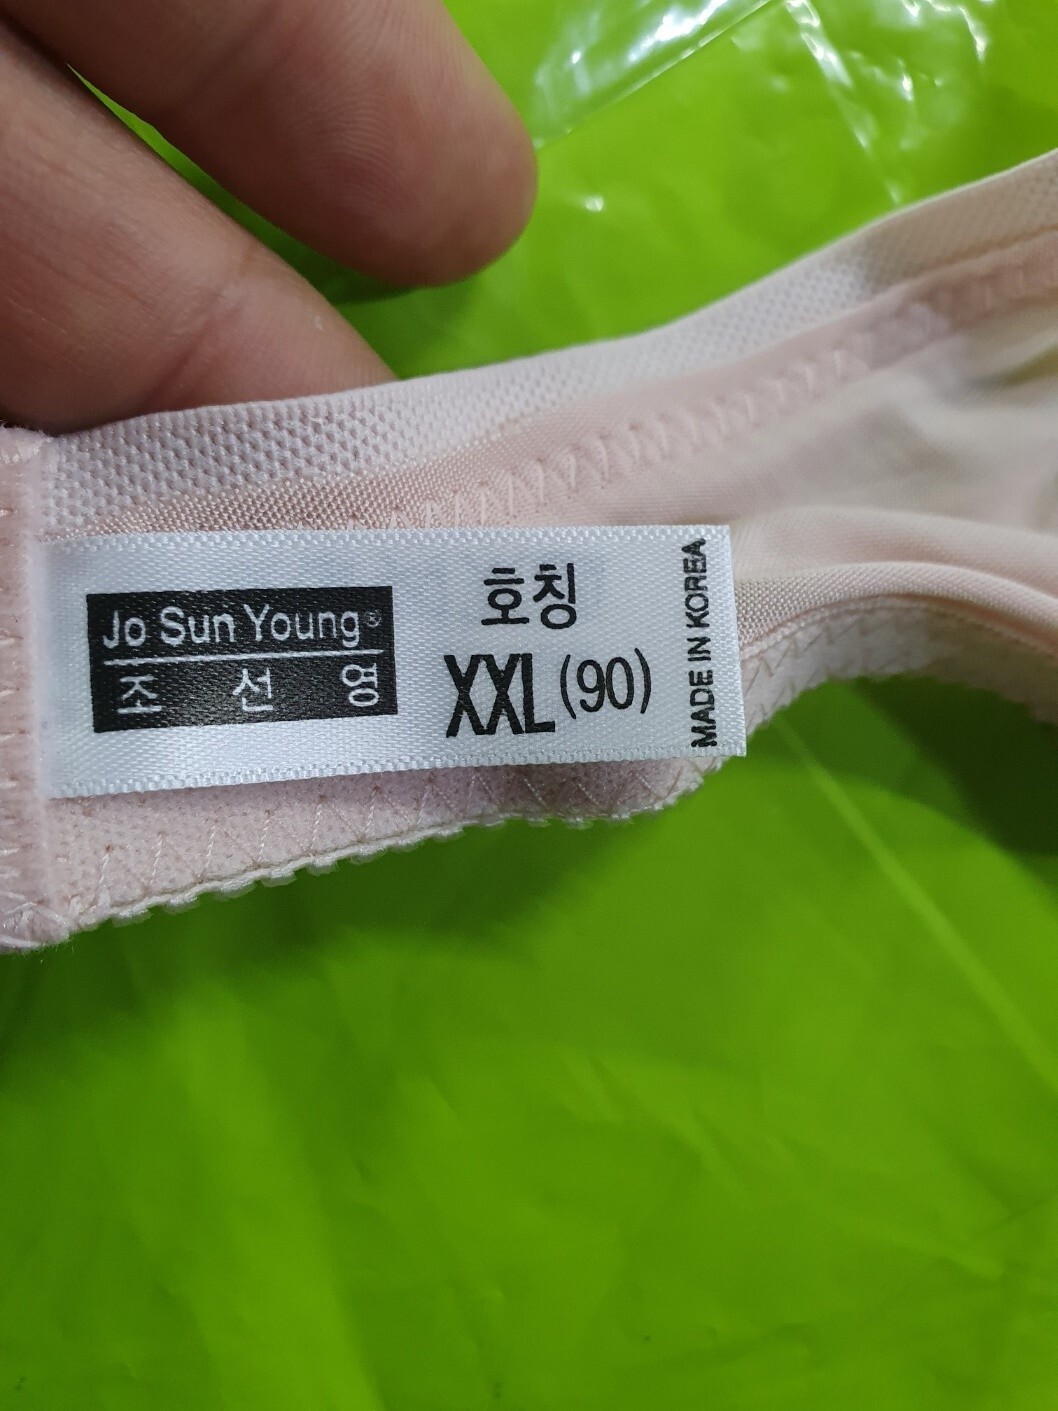 Jo Sun Young®
조 선 영
호칭
XXL (90)
MADE IN KOREA